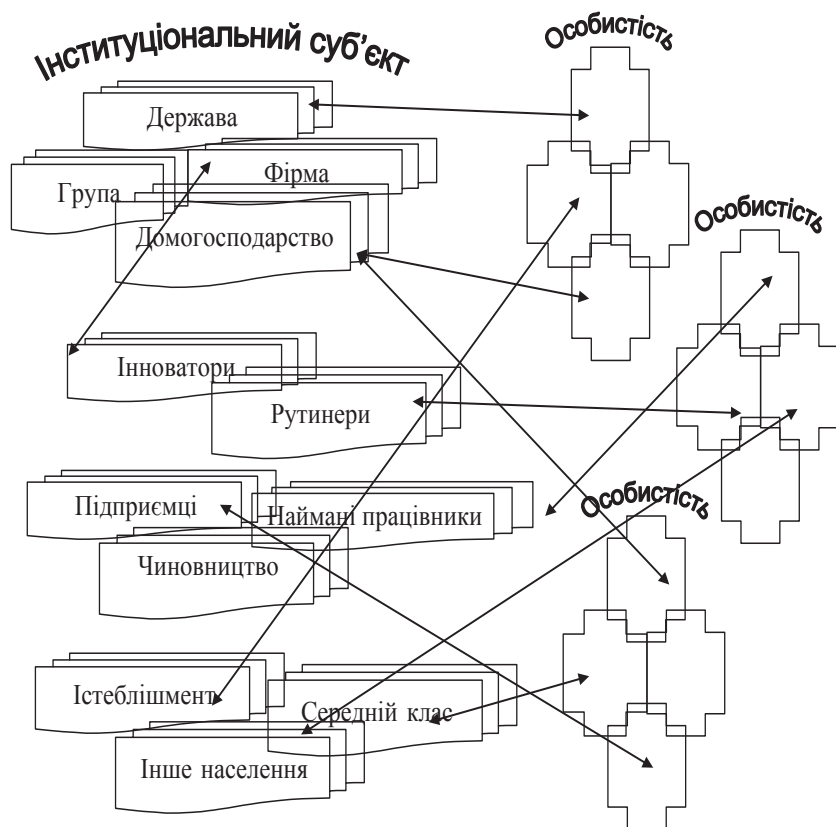 Інституціональний суб’єкт
Особистість
Держава
Фірма
Група
Домогосподарство
Особистість
Інноватори
Рутинери
Підприємці
Наймані працівники
Особистість
Чиновництво
Істеблішмент
Середній клас
Інше населення